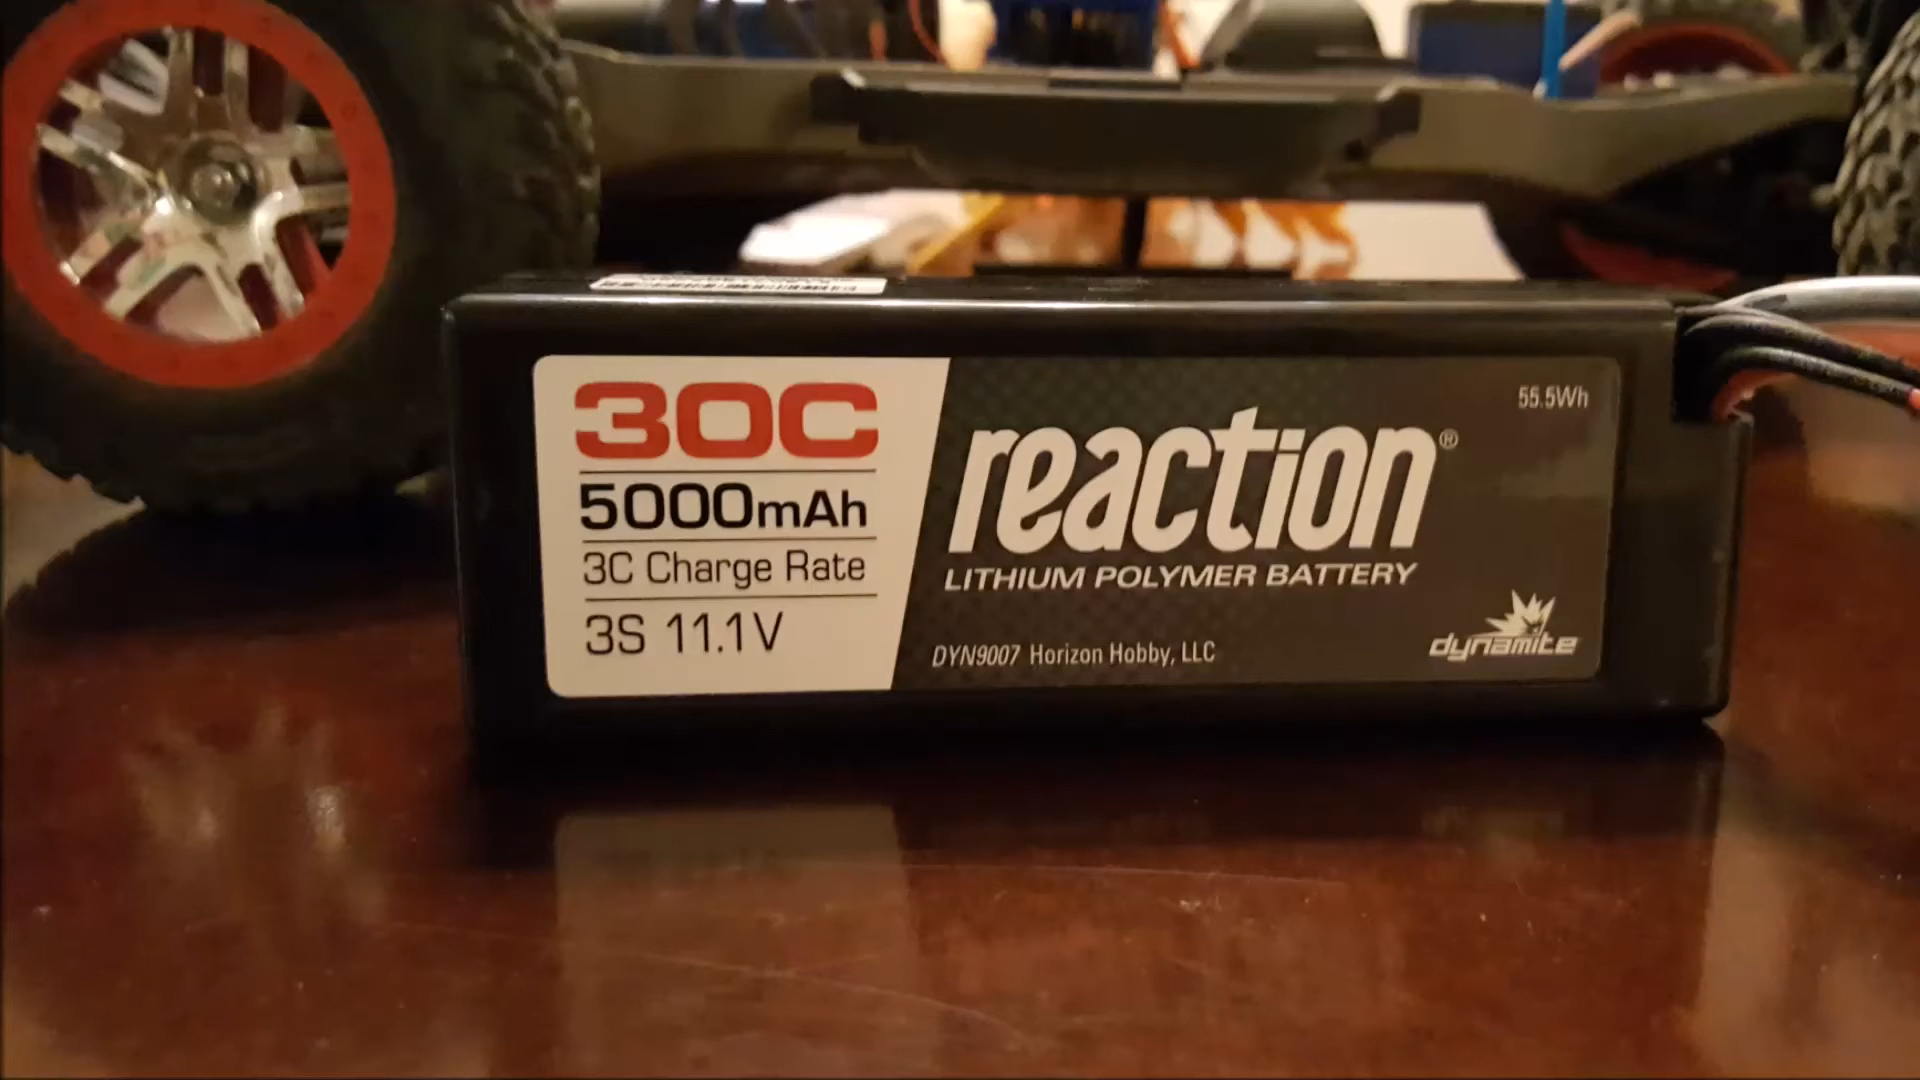 30C
5000mAh
3C Charge Rate
3S 11.1V
55.5Wh
reaction®
LITHIUM POLYMER BATTERY
DYN9007 Horizon Hobby, LLC
dynamite